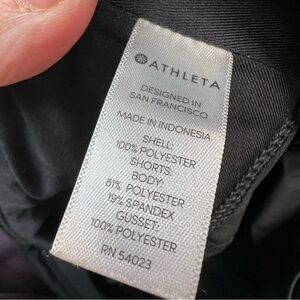 ATHLETA
DESIGNED IN
SAN FRANCISCO
MADE IN INDONESIA
SHELL:
100% POLYESTER
SHORTS:
BODY:
81% POLYESTER
19% SPANDEX
GUSSET:
100% POLYESTER
RN 54023